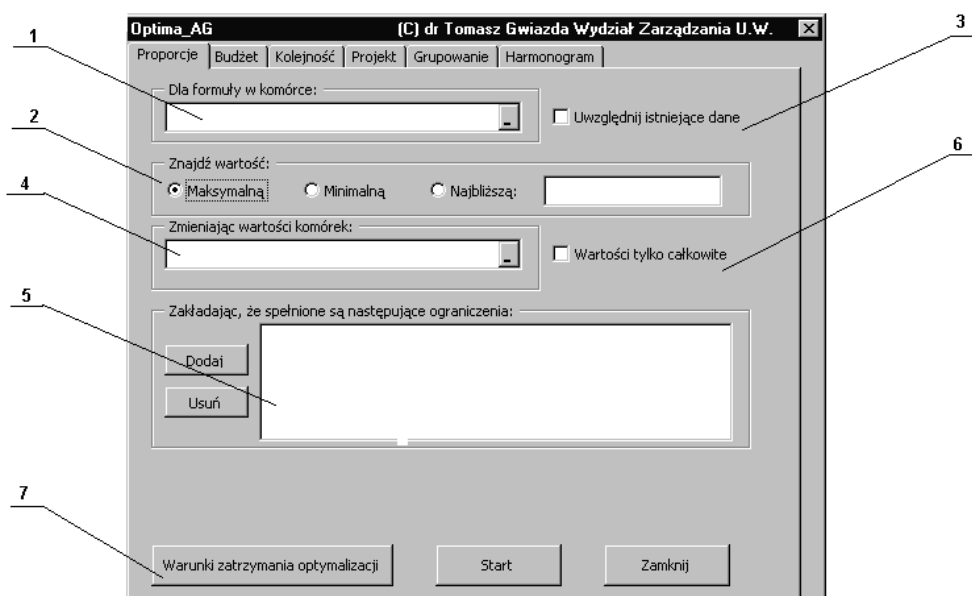 Optima_AG (C) dr Tomasz Gwiazda Wydział Zarządzania U.W.
1
3
Proporcje Budżet Kolejność Projekt Grupowanie Harmonogram
Dla formuły w komórce:
Uwzględnij istniejące dane
2
6
Znajdź wartość:
Maksymalną Minimalną Najbliższą:
4
Zmieniając wartości komórek:
Wartości tylko całkowite
5
Zakładając, że spełnione są następujące ograniczenia:
Dodaj
Usuń
7
Warunki zatrzymania optymalizacji Start Zamknij